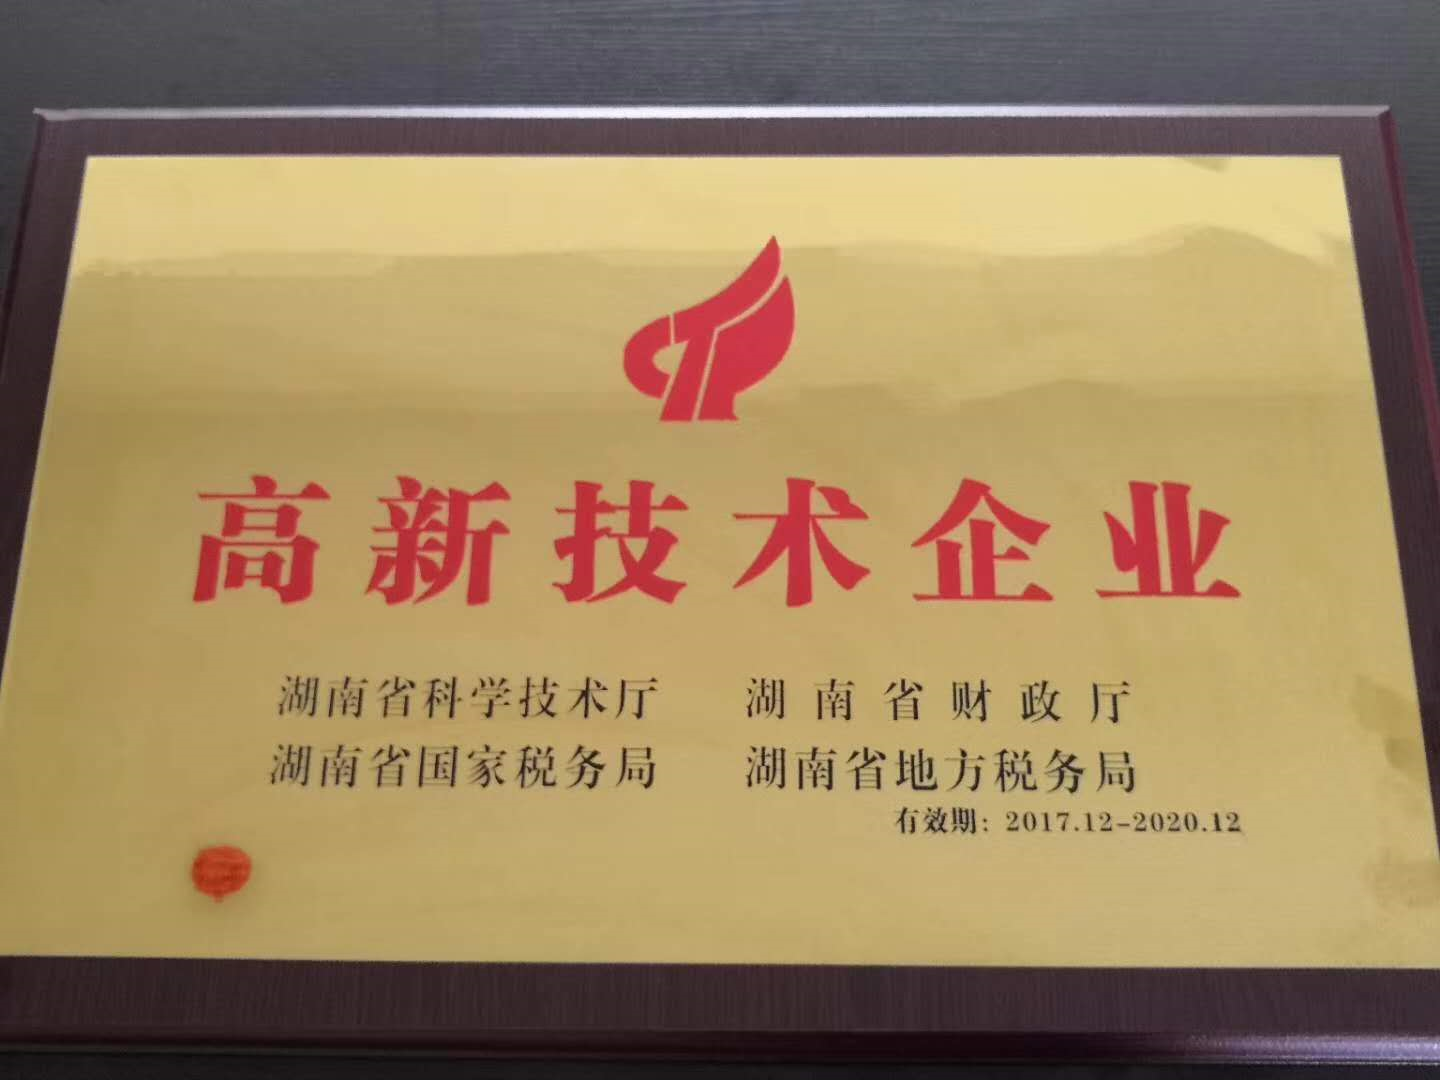 高新技术企业
湖南省科学技术厅 湖南省财政厅
湖南省国家税务局 湖南省地方税务局
有效期：2017.12-2020.12